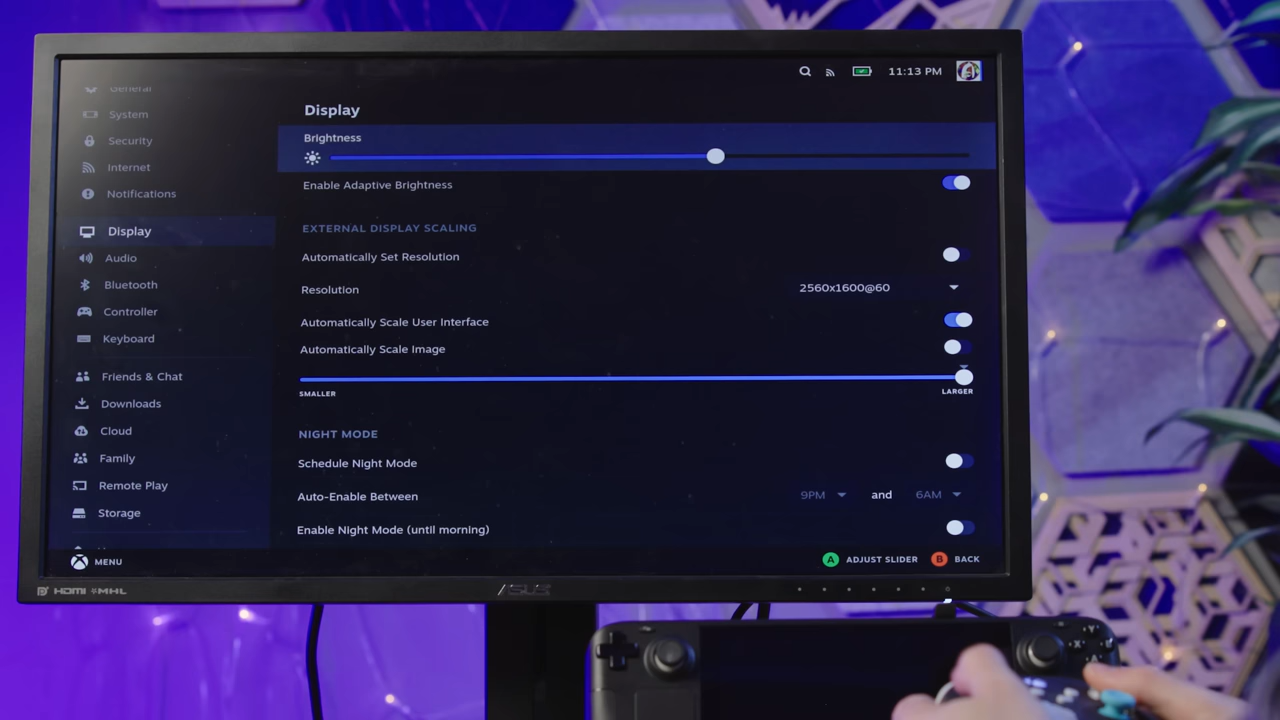 11:13 PM
General
System
Security
Internet
Notifications
Display
Audio
Bluetooth
Controller
Keyboard
Friends & Chat
Downloads
Cloud
Family
Remote Play
Storage
MENU
Display
Brightness
Enable Adaptive Brightness
EXTERNAL DISPLAY SCALING
Automatically Set Resolution
Resolution 2560x1600@60
Automatically Scale User Interface
Automatically Scale Image
SMALLER LARGER
NIGHT MODE
Schedule Night Mode
Auto-Enable Between 9PM and 6AM
Enable Night Mode (until morning)
A ADJUST SLIDER B BACK
HDMI MHL
ASUS
Y
X